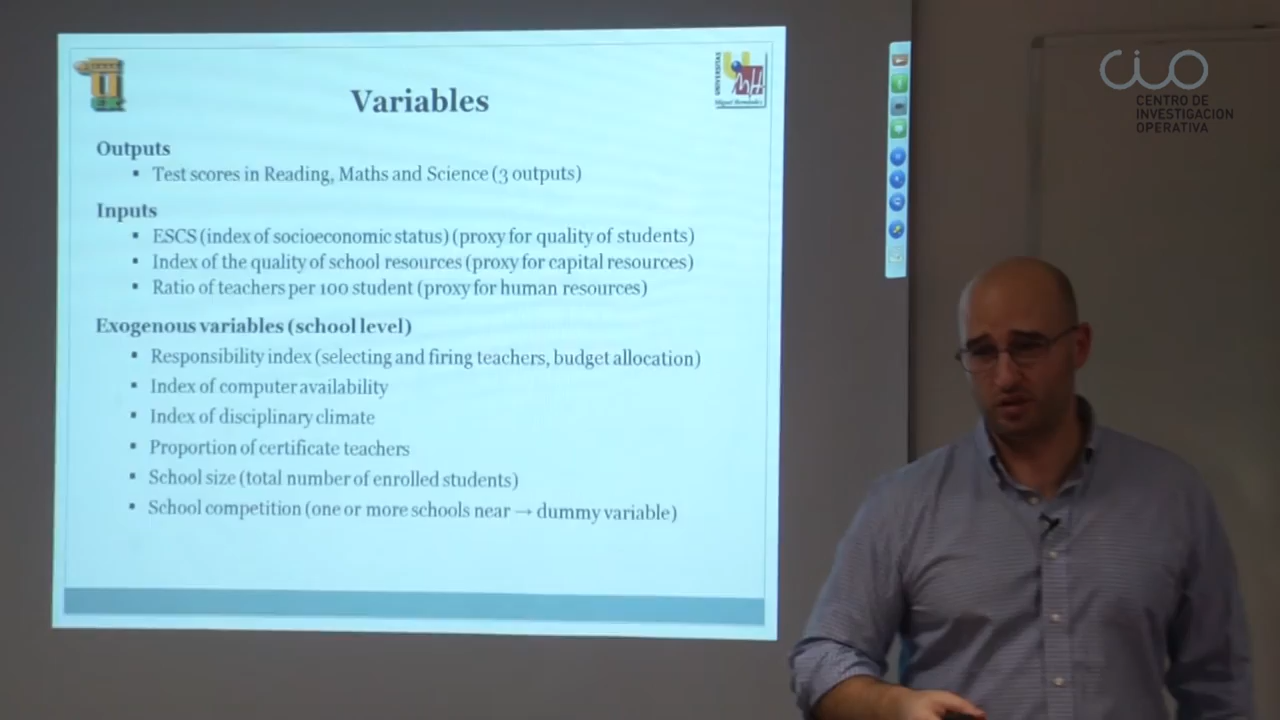 Variables
Outputs
▪ Test scores in Reading, Maths and Science (3 outputs)
Inputs
▪ ESCS (index of socioeconomic status) (proxy for quality of students)
▪ Index of the quality of school resources (proxy for capital resources)
▪ Ratio of teachers per 100 student (proxy for human resources)
Exogenous variables (school level)
▪ Responsibility index (selecting and firing teachers, budget allocation)
▪ Index of computer availability
▪ Index of disciplinary climate
▪ Proportion of certificate teachers
▪ School size (total number of enrolled students)
▪ School competition (one or more schools near → dummy variable)
UNIVERSITAS
Miguel Hernández
CIO
CENTRO DE
INVESTIGACION
OPERATIVA